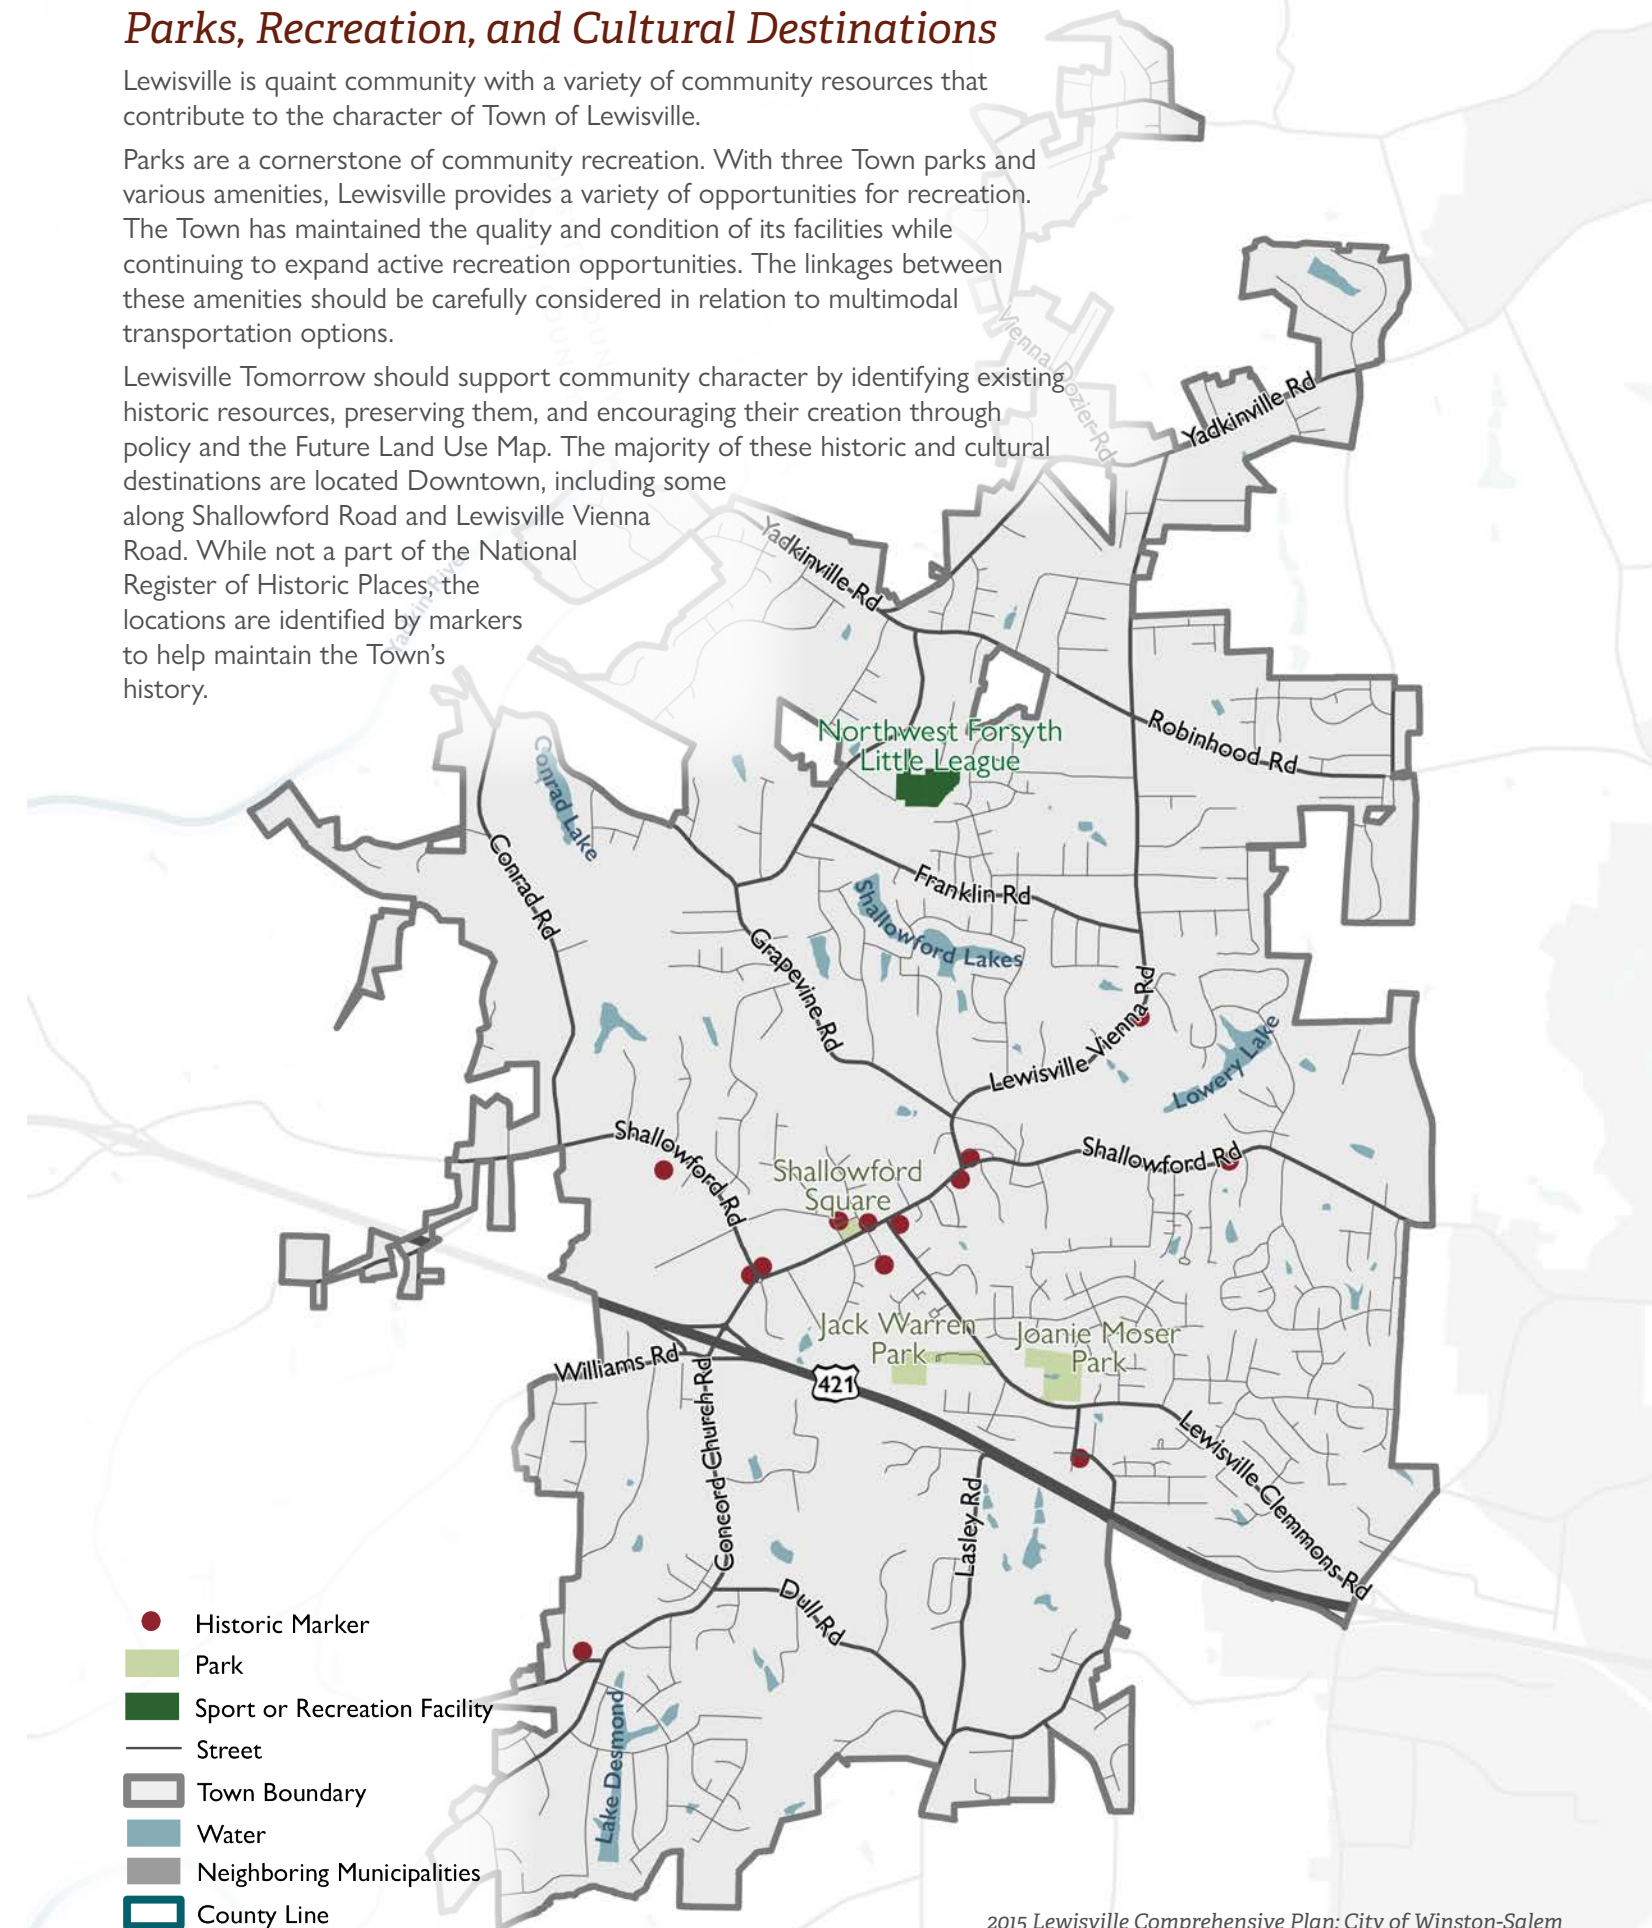 Parks, Recreation, and Cultural Destinations
Lewisville is quaint community with a variety of community resources that
contribute to the character of Town of Lewisville.
Parks are a cornerstone of community recreation. With three Town parks and
various amenities, Lewisville provides a variety of opportunities for recreation.
The Town has maintained the quality and condition of its facilities while
continuing to expand active recreation opportunities. The linkages between
these amenities should be carefully considered in relation to multimodal
transportation options.
Lewisville Tomorrow should support community character by identifying existing
historic resources, preserving them, and encouraging their creation through
policy and the Future Land Use Map. The majority of these historic and cultural
destinations are located Downtown, including some
along Shallowford Road and Lewisville Vienna
Road. While not a part of the National
Register of Historic Places, the
locations are identified by markers
to help maintain the Town's
history.
Vienna Dozier Rd
Yadkinville Rd
Yadkinville Rd
Yadkin River
Northwest Forsyth
Little League
Robinhood Rd
Conrad Lake
Conrad Rd
Franklin Rd
Shallowford Lakes
Grapevine Rd
Lewisville Vienna Rd
Lowery Lake
Shallowford Rd
Shallowford Rd
Shallowford
Square
Jack Warren
Park
Joanie Moser
Park
Williams Rd
421
Concord Church Rd
Lewisville Clemmons Rd
Lasley Rd
Dull Rd
Lake Desmond
Historic Marker
Park
Sport or Recreation Facility
Street
Town Boundary
Water
Neighboring Municipalities
County Line
2015 Lewisville Comprehensive Plan; City of Winston-Salem